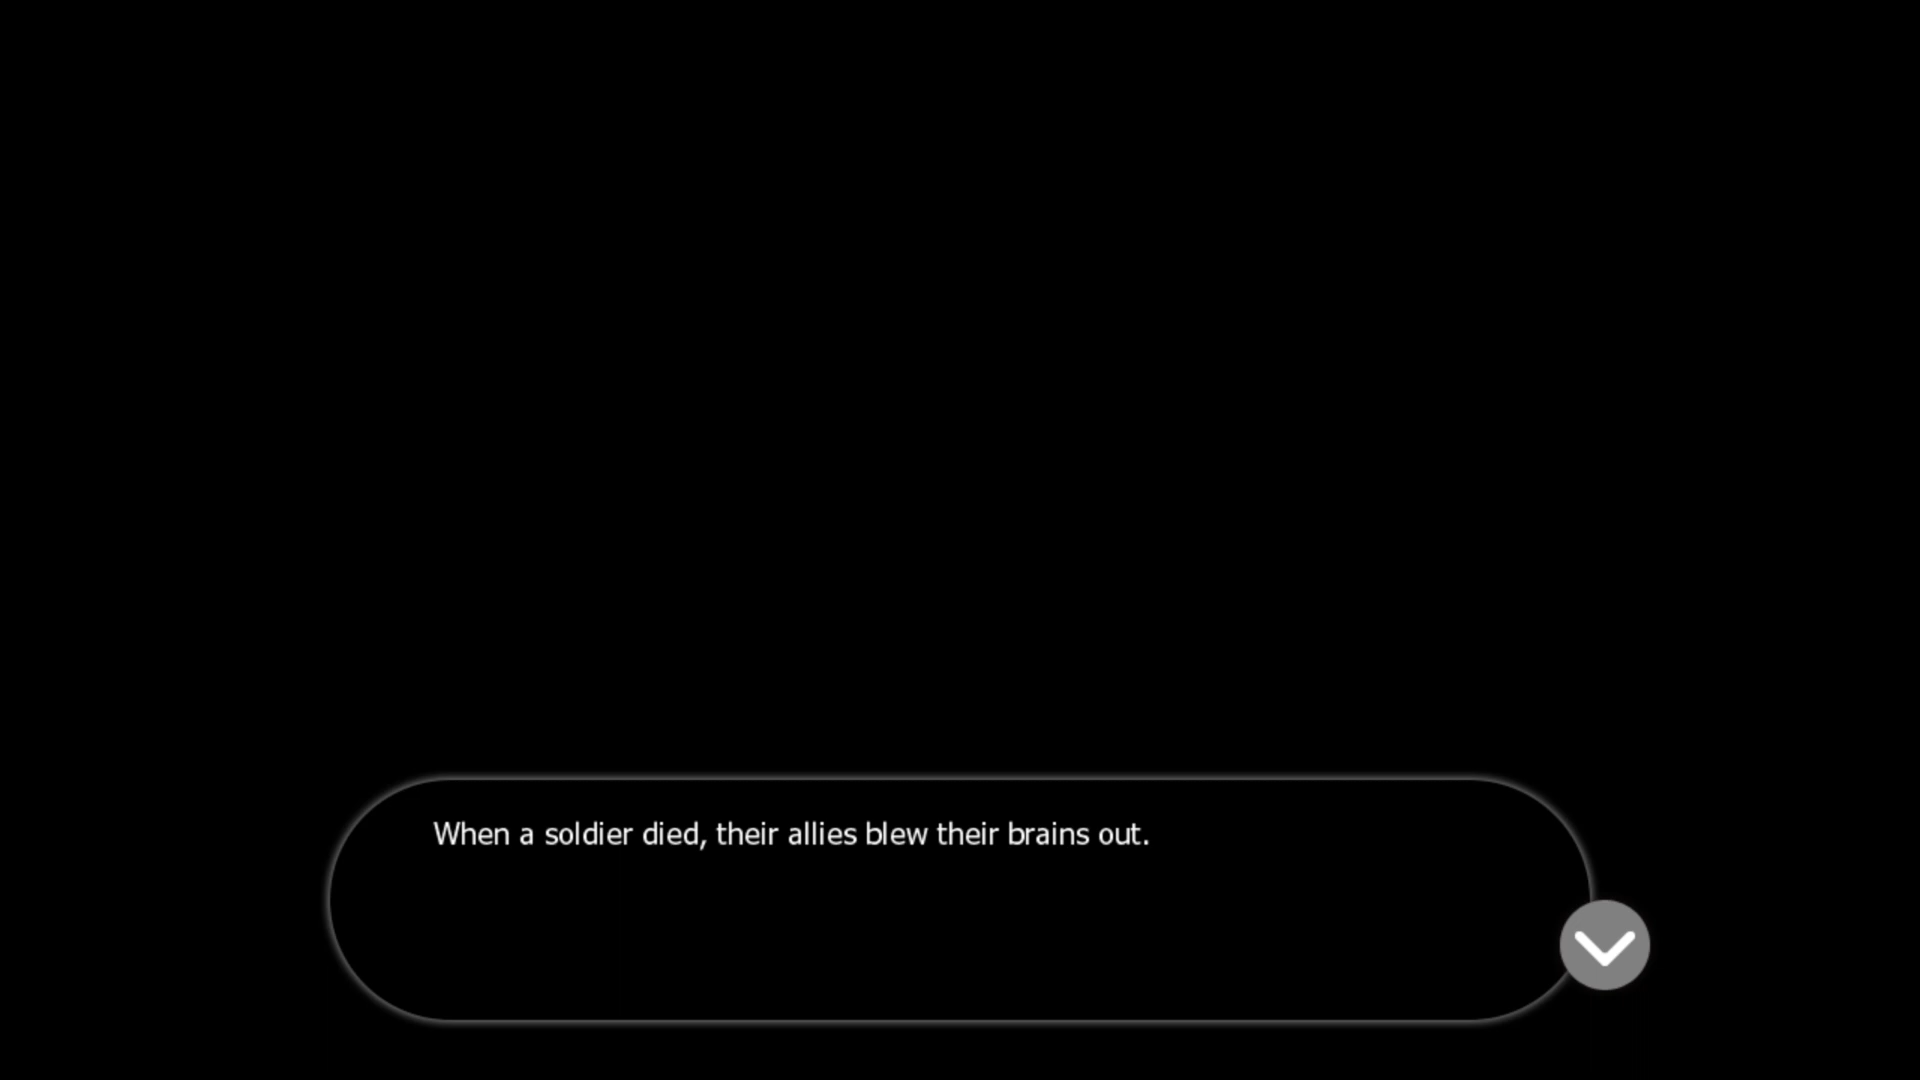 When a soldier died, their allies blew their brains out.